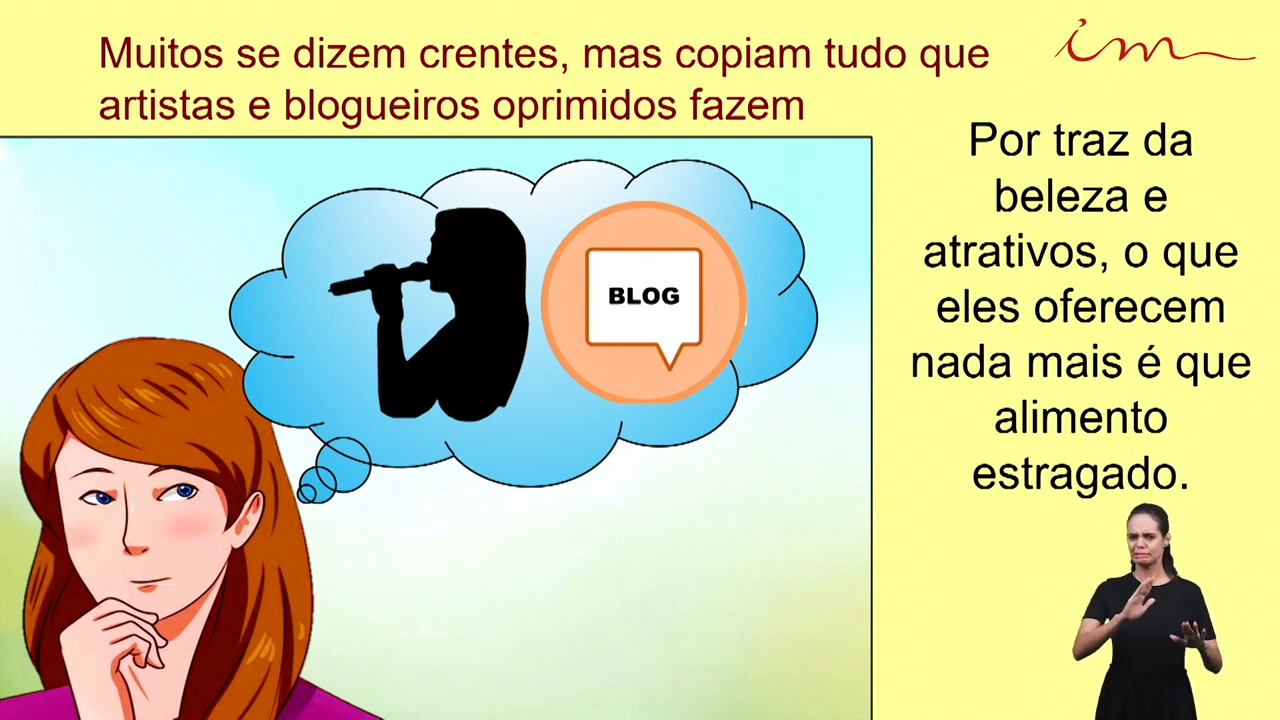 Muitos se dizem crentes, mas copiam tudo que
artistas e blogueiros oprimidos fazem
im
Por traz da
beleza e
atrativos, o que
eles oferecem
nada mais é que
alimento
estragado.
BLOG